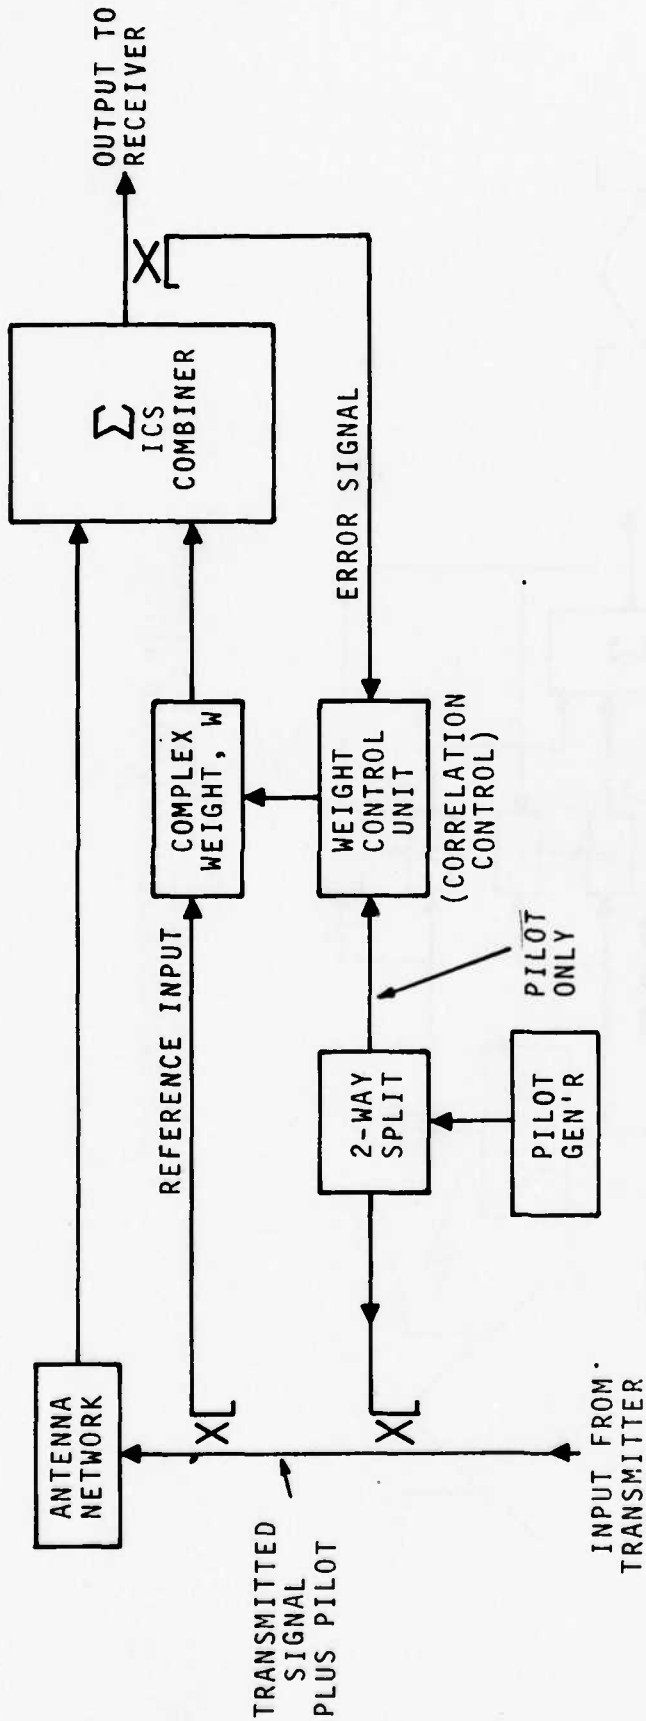 ANTENNA
NETWORK
Σ
ICS
COMBINER
OUTPUT TO
RECEIVER
REFERENCE INPUT
COMPLEX
WEIGHT, W
TRANSMITTED
SIGNAL
PLUS PILOT
2-WAY
SPLIT
WEIGHT
CONTROL
UNIT
(CORRELATION
CONTROL)
ERROR SIGNAL
PILOT
ONLY
PILOT
GEN'R
INPUT FROM
TRANSMITTER